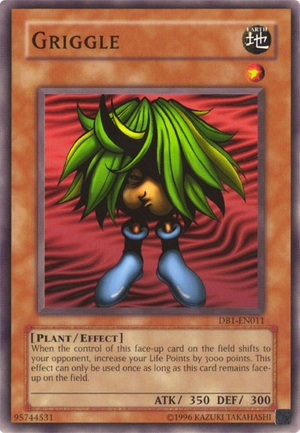 GRIGGLE
EARTH
地
DB1-EN011
[PLANT/EFFECT]
When the control of this face-up card on the field shifts to
your opponent, increase your Life Points by 3000 points. This
effect can only be used once as long as this card remains face-
up on the field.
ATK/ 350 DEF/ 300
95744531
©1996 KAZUKI TAKAHASHI